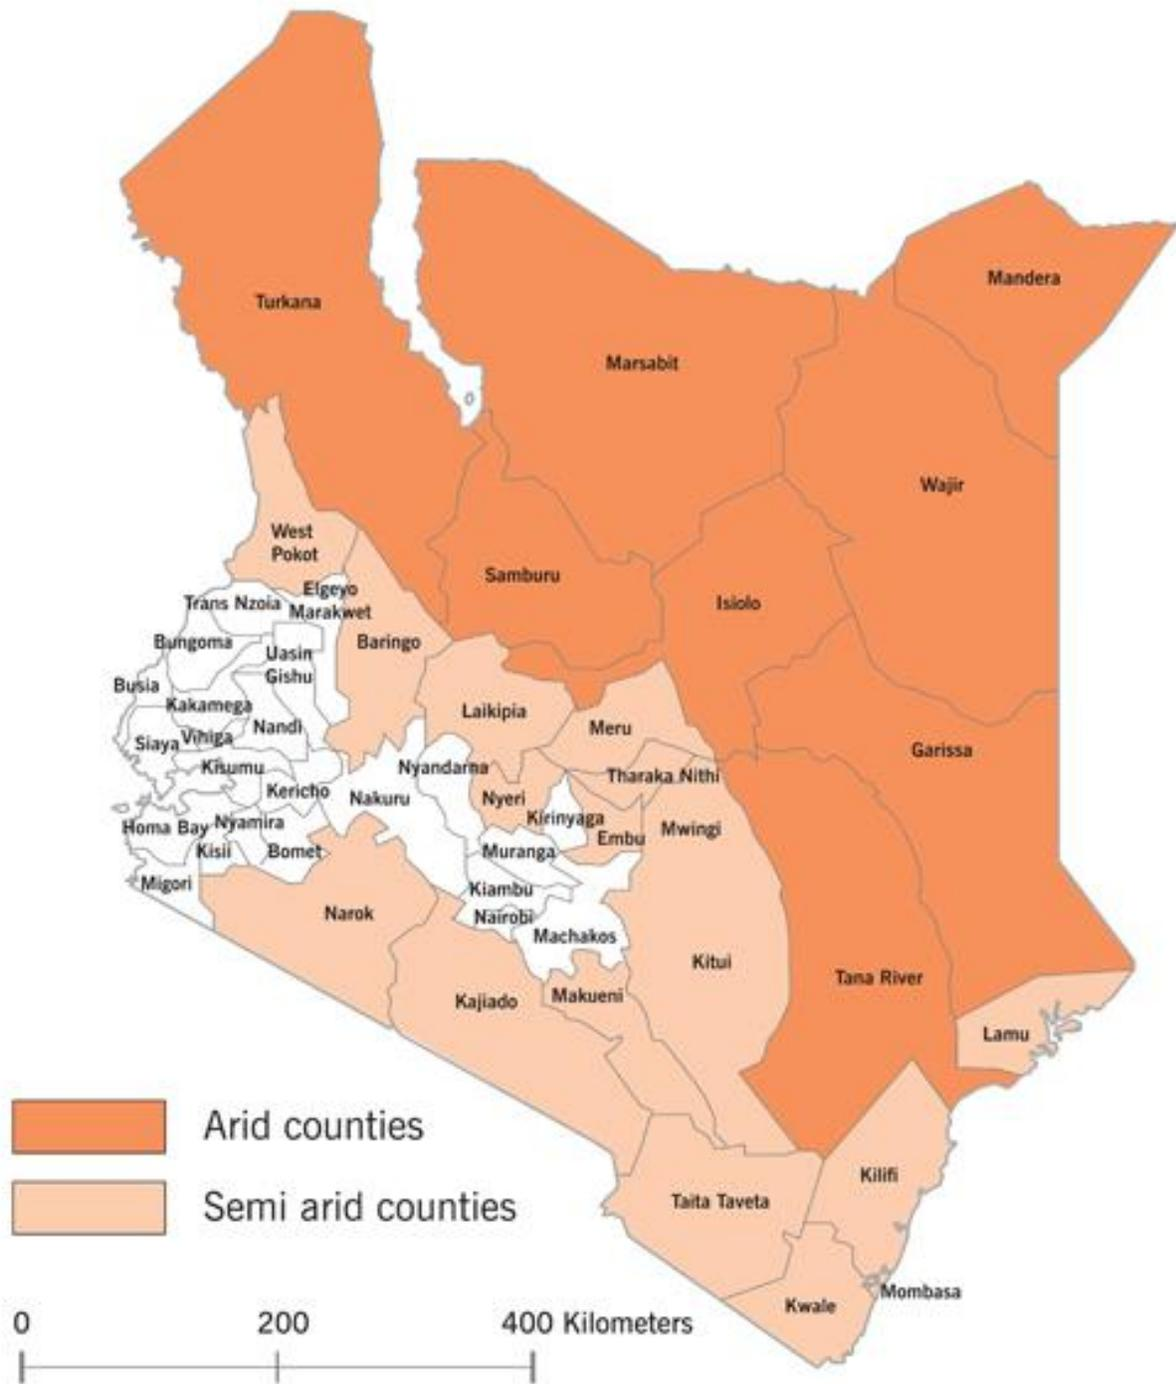 Mandera
Turkana
Marsabit
Wajir
West
Pokot
Samburu
Elgeyo
Marakwet
Trans Nzoia
Isiolo
Bungoma
Baringo
Uasin
Gishu
Busia
Kakamega
Laikipia
Nandi
Meru
Siaya
Vihiga
Garissa
Kisumu
Nyandarna
Tharaka Nithi
Kericho
Nakuru
Nyeri
Kirinyaga
Homa Bay
Nyamira
Mwingi
Embu
Kisii
Bomet
Muranga
Migori
Kiambu
Narok
Nairobi
Machakos
Kitui
Tana River
Kajiado
Makueni
Lamu
Arid counties
Kilifi
Taita Taveta
Semi arid counties
Mombasa
Kwale
0 200 400 Kilometers